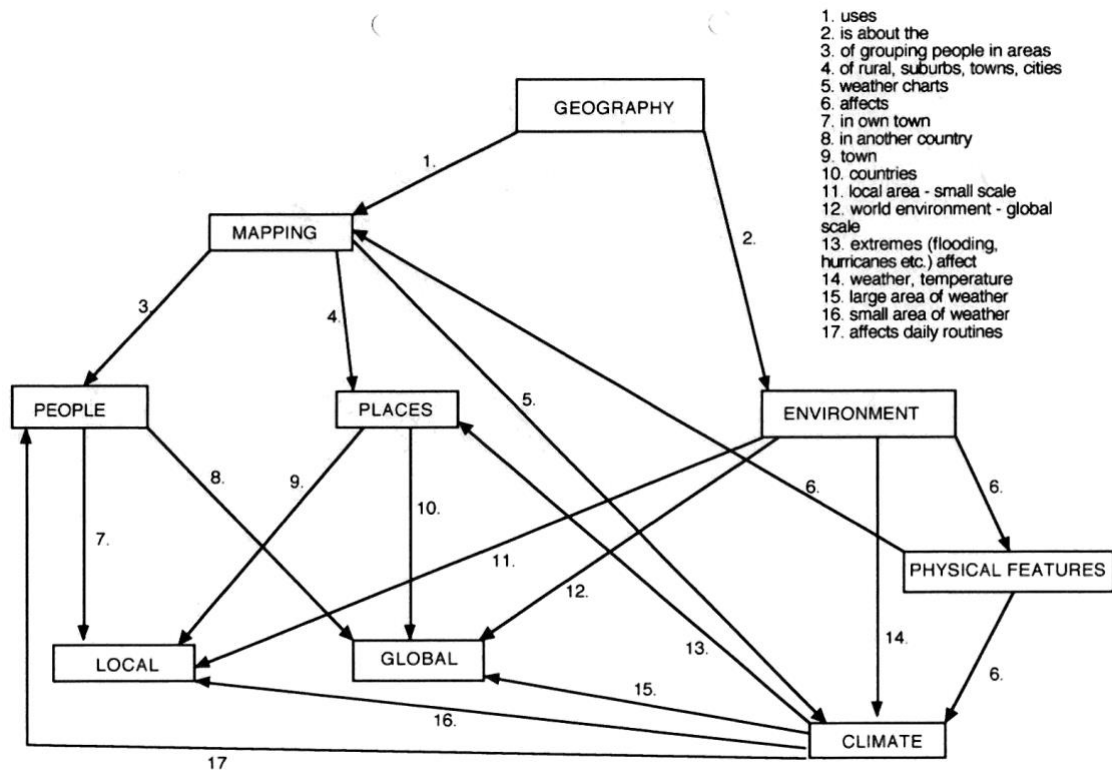 1. uses
2. is about the
3. of grouping people in areas
4. of rural, suburbs, towns, cities
5. weather charts
6. affects
7. in own town
8. in another country
9. town
10. countries
11. local area - small scale
12. world environment - global
scale
13. extremes (flooding,
hurricanes etc.) affect
14. weather, temperature
15. large area of weather
16. small area of weather
17. affects daily routines
GEOGRAPHY
1.
MAPPING
2.
3.
4.
PEOPLE
PLACES
5.
ENVIRONMENT
8.
9.
10.
6.
6.
7.
11.
12.
PHYSICAL FEATURES
LOCAL
GLOBAL
13.
14.
6.
15.
16.
CLIMATE
17